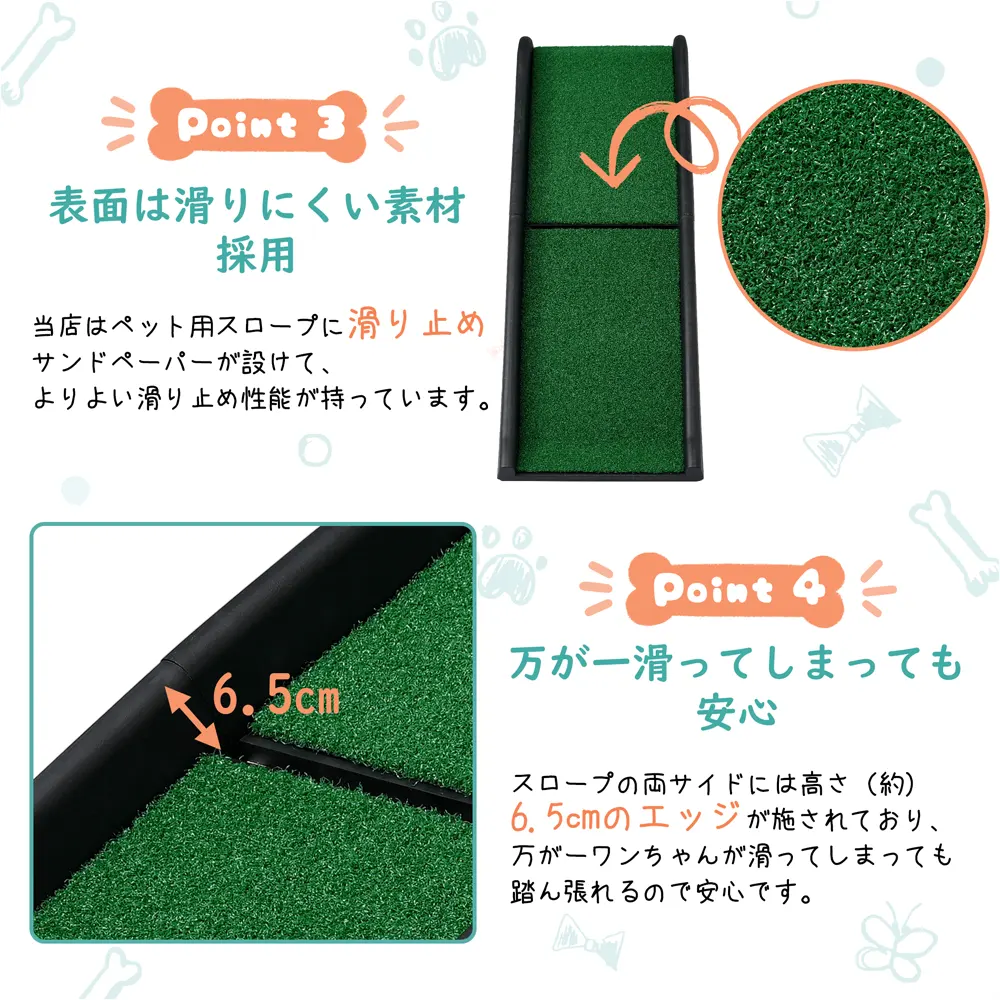 Point 3
表面は滑りにくい素材
採用
当店はペット用スロープに滑り止め
サンドペーパーが設けて、
よりよい滑り止め性能が持っています。
6.5cm
Point 4
万が一滑ってしまっても
安心
スロープの両サイドには高さ（約）
6.5cmのエッジが施されており、
万が一ワンちゃんが滑ってしまっても
踏ん張れるので安心です。